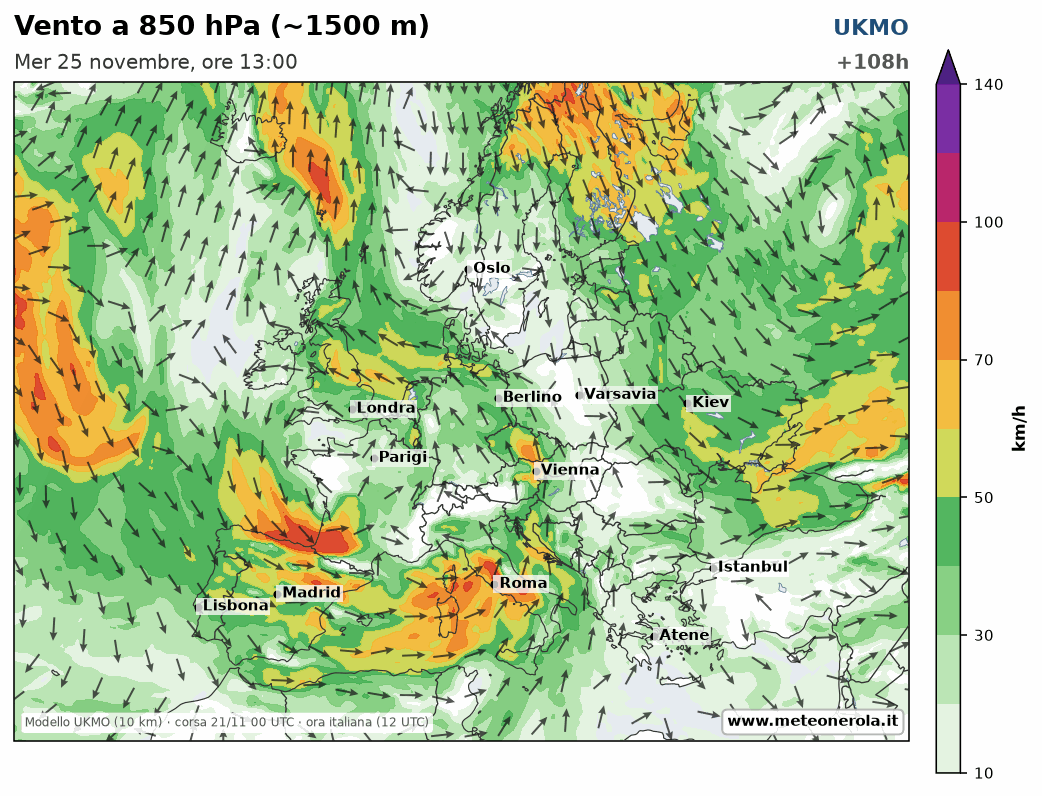 Vento a 850 hPa (~1500 m)
UKMO
Mer 25 novembre, ore 13:00
+108h
140
100
70
50
30
10
km/h
Oslo
Berlino
Varsavia
Kiev
Londra
Parigi
Vienna
Istanbul
Roma
Madrid
Lisbona
Atene
Modello UKMO (10 km) · corsa 21/11 00 UTC · ora italiana (12 UTC)
www.meteonerola.it